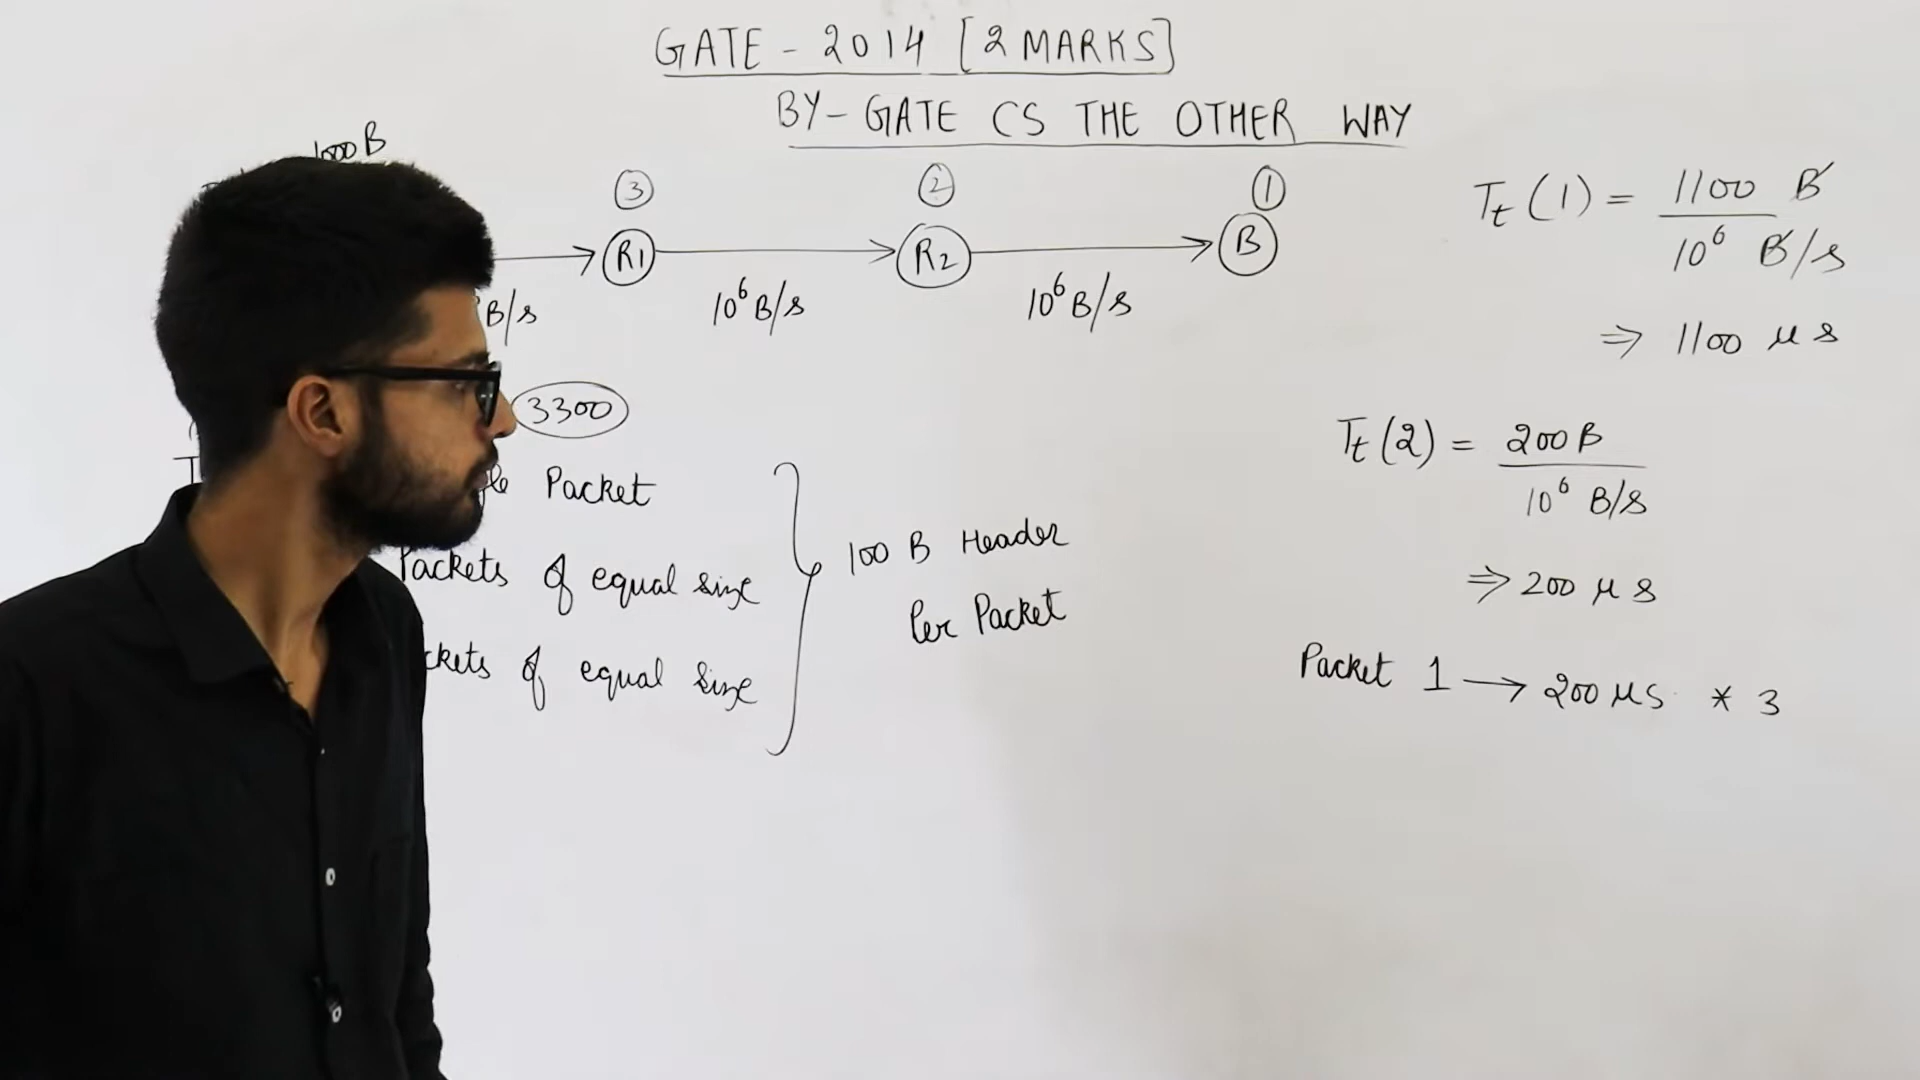 GATE - 2014 [2 MARKS]
BY - GATE CS THE OTHER WAY
1000 B
3 2 1
R1 R2 B
B/s 10^6 B/s 10^6 B/s
3300
Packet
Packets of equal size
ckets of equal size
100 B Header
Per Packet
Tt (1) = 1100 B
10^6 B/s
⇒ 1100 μs
Tt (2) = 200 B
10^6 B/s
⇒ 200 μs
Packet 1 → 200 μs * 3